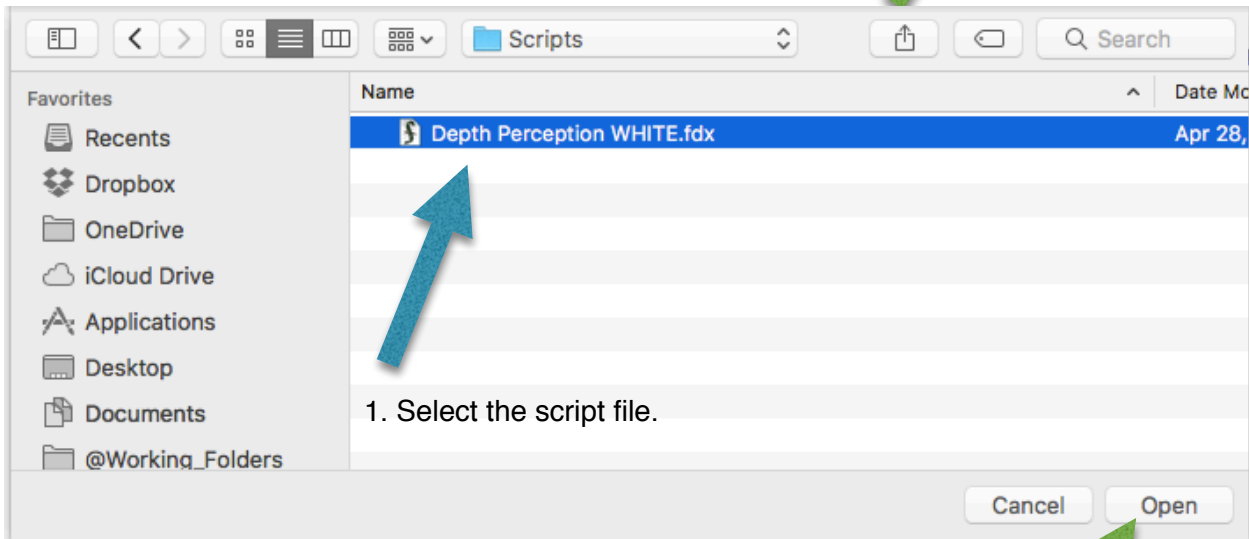 Scripts Search
Favorites Name Date Mo
Recents Depth Perception WHITE.fdx Apr 28,
Dropbox
OneDrive
iCloud Drive
Applications
Desktop
Documents 1. Select the script file.
@Working_Folders
Cancel Open